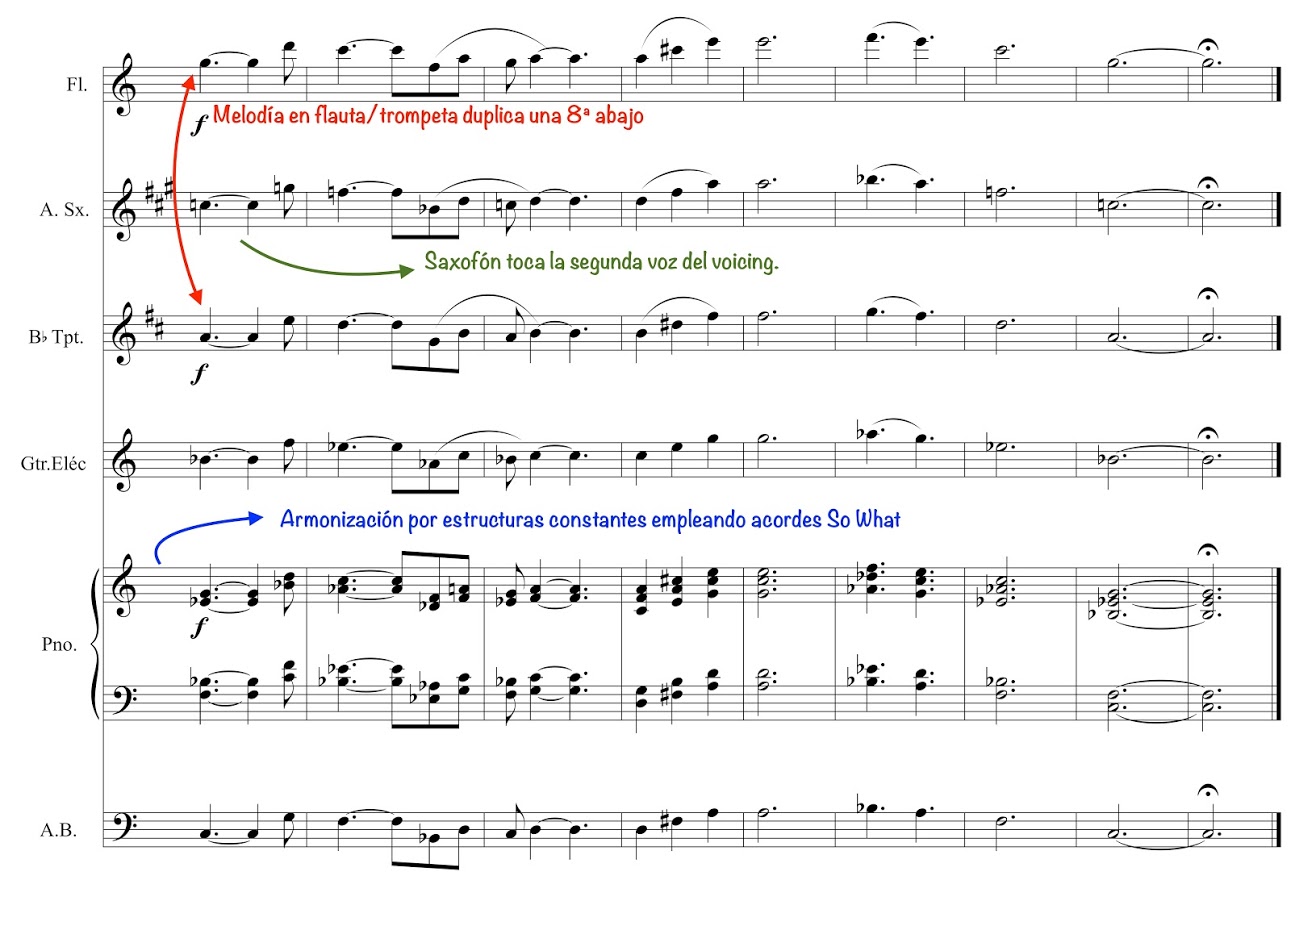 Fl.
f
Melodía en flauta/trompeta duplica una 8ª abajo
A. Sx.
Saxofón toca la segunda voz del voicing.
B♭ Tpt.
f
Gtr.Eléc
Armonización por estructuras constantes empleando acordes So What
f
Pno.
A.B.